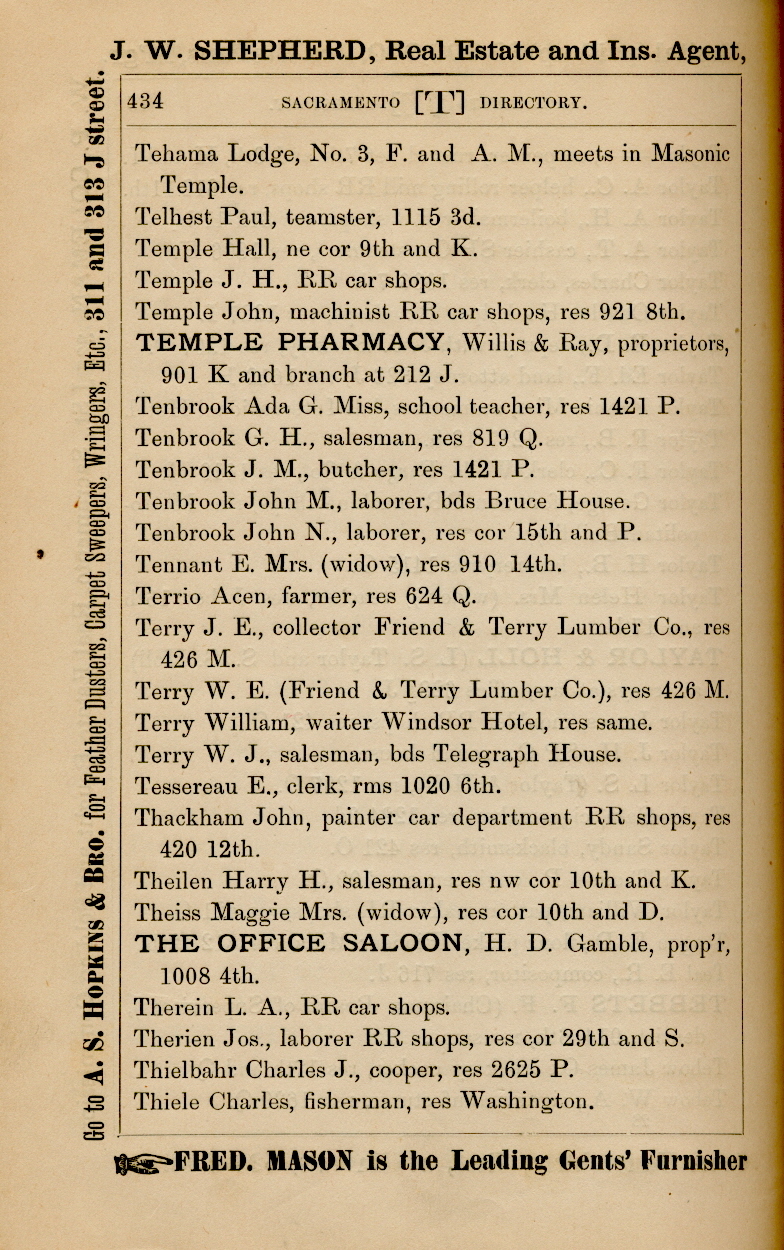 J. W. SHEPHERD, Real Estate and Ins. Agent,
434 SACRAMENTO [T] DIRECTORY.
Tehama Lodge, No. 3, F. and A. M., meets in Masonic
Temple.
Telhest Paul, teamster, 1115 3d.
Temple Hall, ne cor 9th and K.
Temple J. H., RR car shops.
Temple John, machinist RR car shops, res 921 8th.
TEMPLE PHARMACY, Willis & Ray, proprietors,
901 K and branch at 212 J.
Tenbrook Ada G. Miss, school teacher, res 1421 P.
Tenbrook G. H., salesman, res 819 Q.
Tenbrook J. M., butcher, res 1421 P.
Tenbrook John M., laborer, bds Bruce House.
Tenbrook John N., laborer, res cor 15th and P.
Tennant E. Mrs. (widow), res 910 14th.
Terrio Acen, farmer, res 624 Q.
Terry J. E., collector Friend & Terry Lumber Co., res
426 M.
Terry W. E. (Friend & Terry Lumber Co.), res 426 M.
Terry William, waiter Windsor Hotel, res same.
Terry W. J., salesman, bds Telegraph House.
Tessereau E., clerk, rms 1020 6th.
Thackham John, painter car department RR shops, res
420 12th.
Theilen Harry H., salesman, res nw cor 10th and K.
Theiss Maggie Mrs. (widow), res cor 10th and D.
THE OFFICE SALOON, H. D. Gamble, prop'r,
1008 4th.
Therein L. A., RR car shops.
Therien Jos., laborer RR shops, res cor 29th and S.
Thielbahr Charles J., cooper, res 2625 P.
Thiele Charles, fisherman, res Washington.
FRED. MASON is the Leading Gents' Furnisher
Go to A. S. HOPKINS & BRO. for Feather Dusters, Carpet Sweepers, Wringers, Etc., 311 and 313 J street.